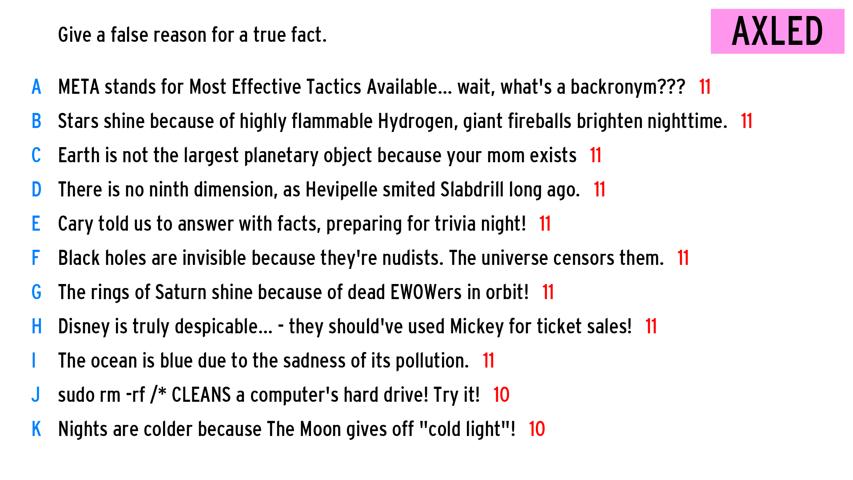 Give a false reason for a true fact.
AXLED
A META stands for Most Effective Tactics Available... wait, what's a backronym??? 11
B Stars shine because of highly flammable Hydrogen, giant fireballs brighten nighttime. 11
C Earth is not the largest planetary object because your mom exists 11
D There is no ninth dimension, as Hevipelle smited Slabdrill long ago. 11
E Cary told us to answer with facts, preparing for trivia night! 11
F Black holes are invisible because they're nudists. The universe censors them. 11
G The rings of Saturn shine because of dead EWOWers in orbit! 11
H Disney is truly despicable... - they should've used Mickey for ticket sales! 11
I The ocean is blue due to the sadness of its pollution. 11
J sudo rm -rf /* CLEANS a computer's hard drive! Try it! 10
K Nights are colder because The Moon gives off "cold light"! 10